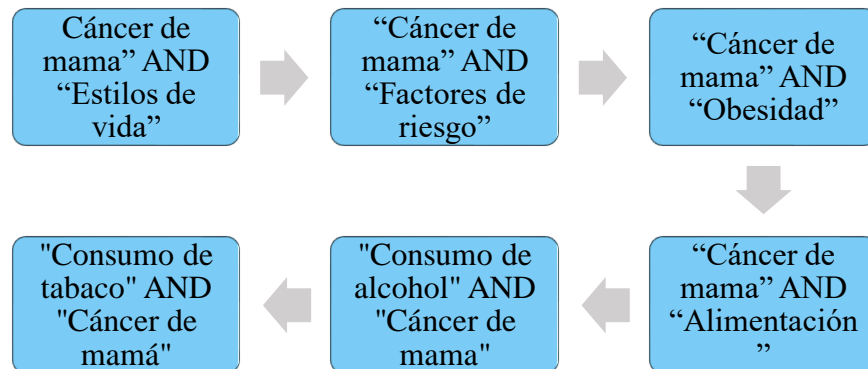 Cáncer de
mama” AND
“Estilos de
vida”
“Cáncer de
mama” AND
“Factores de
riesgo”
“Cáncer de
mama” AND
“Obesidad”
“Cáncer de
mama” AND
“Alimentación
”
"Consumo de
alcohol" AND
"Cáncer de
mama"
"Consumo de
tabaco" AND
"Cáncer de
mamá"